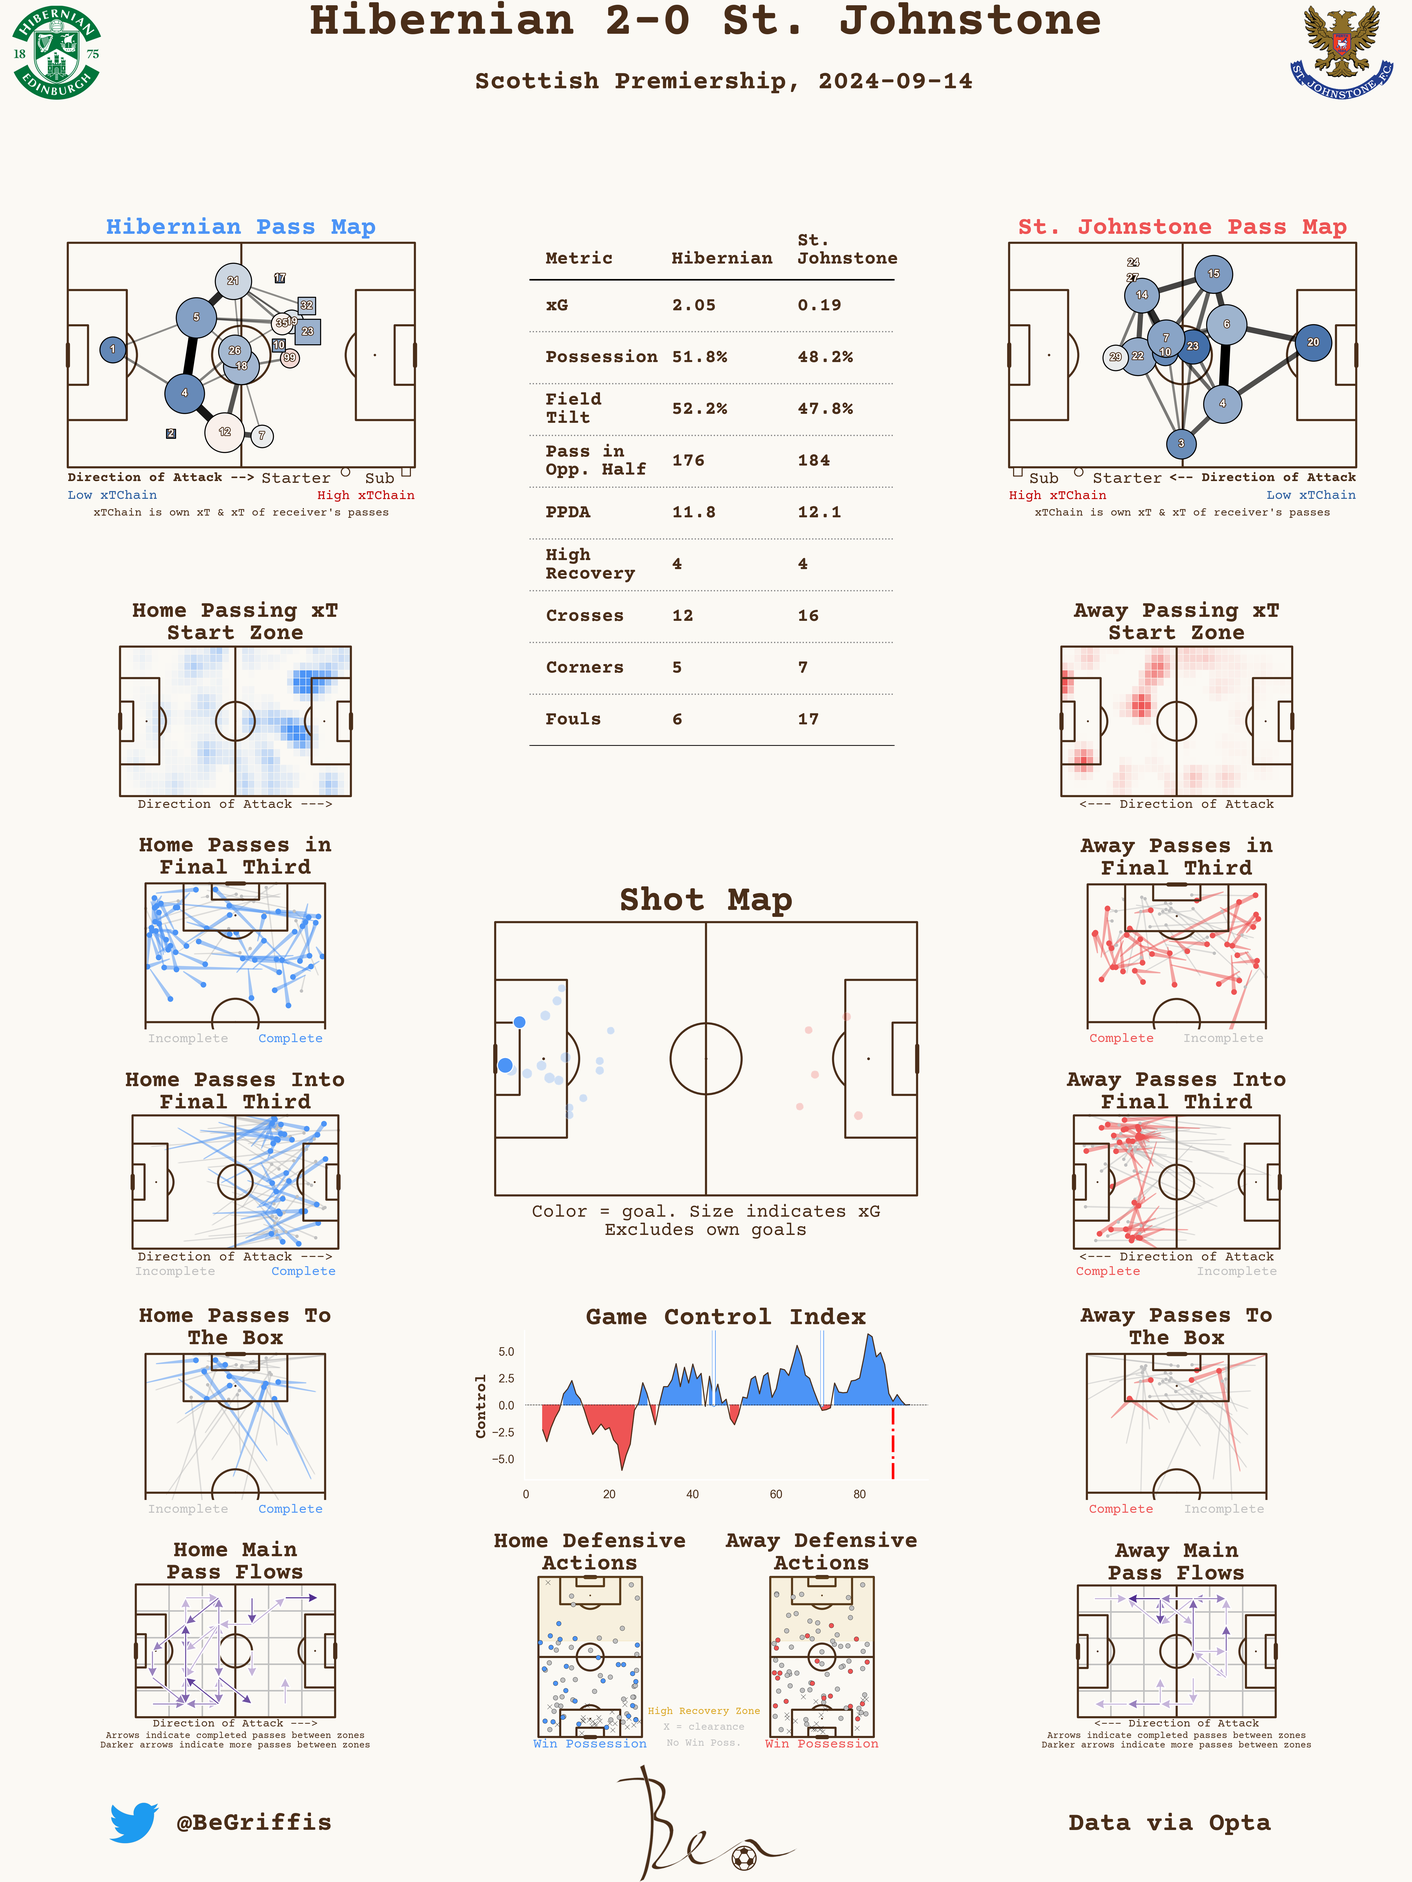 Hibernian 2-0 St. Johnstone
Scottish Premiership, 2024-09-14
HIBERNIAN
18 75
EDINBURGH
ST. JOHNSTONE F.C.
Hibernian Pass Map
1
5
4
21
26
18
12
7
17
32
35
19
23
10
99
2
Direction of Attack --> Starter Sub
Low xTChain High xTChain
xTChain is own xT & xT of receiver's passes
Metric Hibernian St. Johnstone
xG 2.05 0.19
Possession 51.8% 48.2%
Field Tilt 52.2% 47.8%
Pass in Opp. Half 176 184
PPDA 11.8 12.1
High Recovery 4 4
Crosses 12 16
Corners 5 7
Fouls 6 17
St. Johnstone Pass Map
24
27
14
15
7
6
29
22
10
23
20
4
3
Sub Starter <-- Direction of Attack
High xTChain Low xTChain
xTChain is own xT & xT of receiver's passes
Home Passing xT
Start Zone
Direction of Attack --->
Away Passing xT
Start Zone
<--- Direction of Attack
Home Passes in
Final Third
Incomplete Complete
Away Passes in
Final Third
Complete Incomplete
Shot Map
Color = goal. Size indicates xG
Excludes own goals
Home Passes Into
Final Third
Direction of Attack --->
Incomplete Complete
Away Passes Into
Final Third
<--- Direction of Attack
Complete Incomplete
Home Passes To
The Box
Incomplete Complete
Game Control Index
Control
5.0
2.5
0.0
−2.5
−5.0
0 20 40 60 80
Away Passes To
The Box
Complete Incomplete
Home Main
Pass Flows
Direction of Attack --->
Arrows indicate completed passes between zones
Darker arrows indicate more passes between zones
Home Defensive
Actions
Win Possession
High Recovery Zone
X = clearance
No Win Poss.
Away Defensive
Actions
Win Possession
Away Main
Pass Flows
<--- Direction of Attack
Arrows indicate completed passes between zones
Darker arrows indicate more passes between zones
@BeGriffis
Ben
Data via Opta